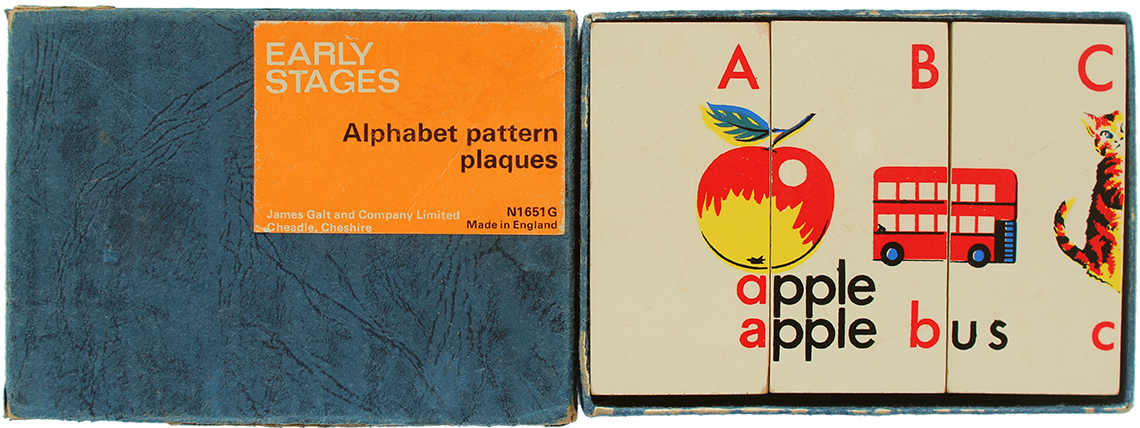 EARLY
STAGES
Alphabet pattern
plaques
James Galt and Company Limited
Cheadle, Cheshire
N1651G
Made in England
A B C
apple
apple bus c